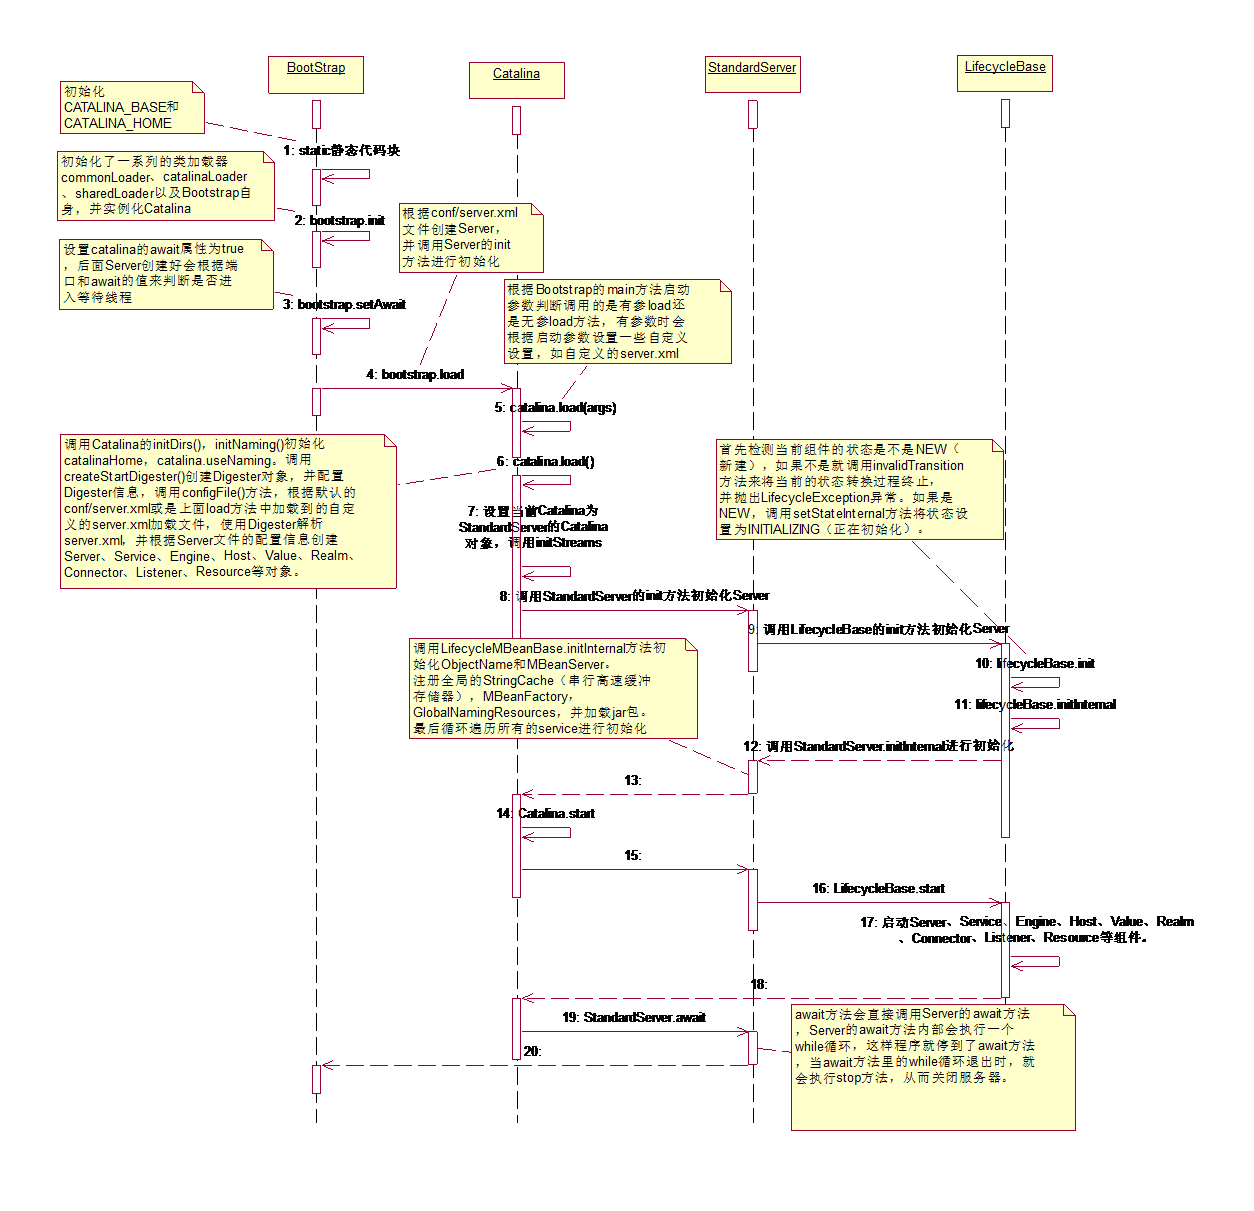 BootStrap
Catalina
StandardServer
LifecycleBase
初始化
CATALINA_BASE和
CATALINA_HOME
1: static静态代码块
初始化了一系列的类加载器
commonLoader、catalinaLoader
、sharedLoader以及Bootstrap自
身，并实例化Catalina
2: bootstrap.init
根据conf/server.xml
文件创建Server，
并调用Server的init
方法进行初始化
设置catalina的await属性为true
，后面Server创建好会根据端
口和await的值来判断是否进
入等待线程
3: bootstrap.setAwait
根据Bootstrap的main方法启动
参数判断调用的是有参load还
是无参load方法，有参数时会
根据启动参数设置一些自定义
设置，如自定义的server.xml
4: bootstrap.load
5: catalina.load(args)
调用Catalina的initDirs()，initNaming()初始化
catalinaHome，catalina.useNaming。调用
createStartDigester()创建Digester对象，并配置
Digester信息，调用configFile()方法，根据默认的
conf/server.xml或是上面load方法中加载到的自定
义的server.xml加载文件，使用Digester解析
server.xml，并根据Server文件的配置信息创建
Server、Service、Engine、Host、Value、Realm、
Connector、Listener、Resource等对象。
6: catalina.load()
首先检测当前组件的状态是不是NEW（
新建），如果不是就调用invalidTransition
方法来将当前的状态转换过程终止，
并抛出LifecycleException异常。如果是
NEW，调用setStateInternal方法将状态设
置为INITIALIZING（正在初始化）。
7: 设置当前Catalina为
StandardServer的Catalina
对象，调用initStreams
8: 调用StandardServer的init方法初始化Server
9: 调用LifecycleBase的init方法初始化Server
调用LifecycleMBeanBase.initInternal方法初
始化ObjectName和MBeanServer。
注册全局的StringCache（串行高速缓冲
存储器），MBeanFactory，
GlobalNamingResources，并加载jar包。
最后循环遍历所有的service进行初始化
10: lifecycleBase.init
11: lifecycleBase.initInternal
12: 调用StandardServer.initInternal进行初始化
13:
14: Catalina.start
15:
16: LifecycleBase.start
17: 启动Server、Service、Engine、Host、Value、Realm
、Connector、Listener、Resource等组件。
18:
19: StandardServer.await
20:
await方法会直接调用Server的await方法
，Server的await方法内部会执行一个
while循环，这样程序就停到了await方法
，当await方法里的while循环退出时，就
会执行stop方法，从而关闭服务器。